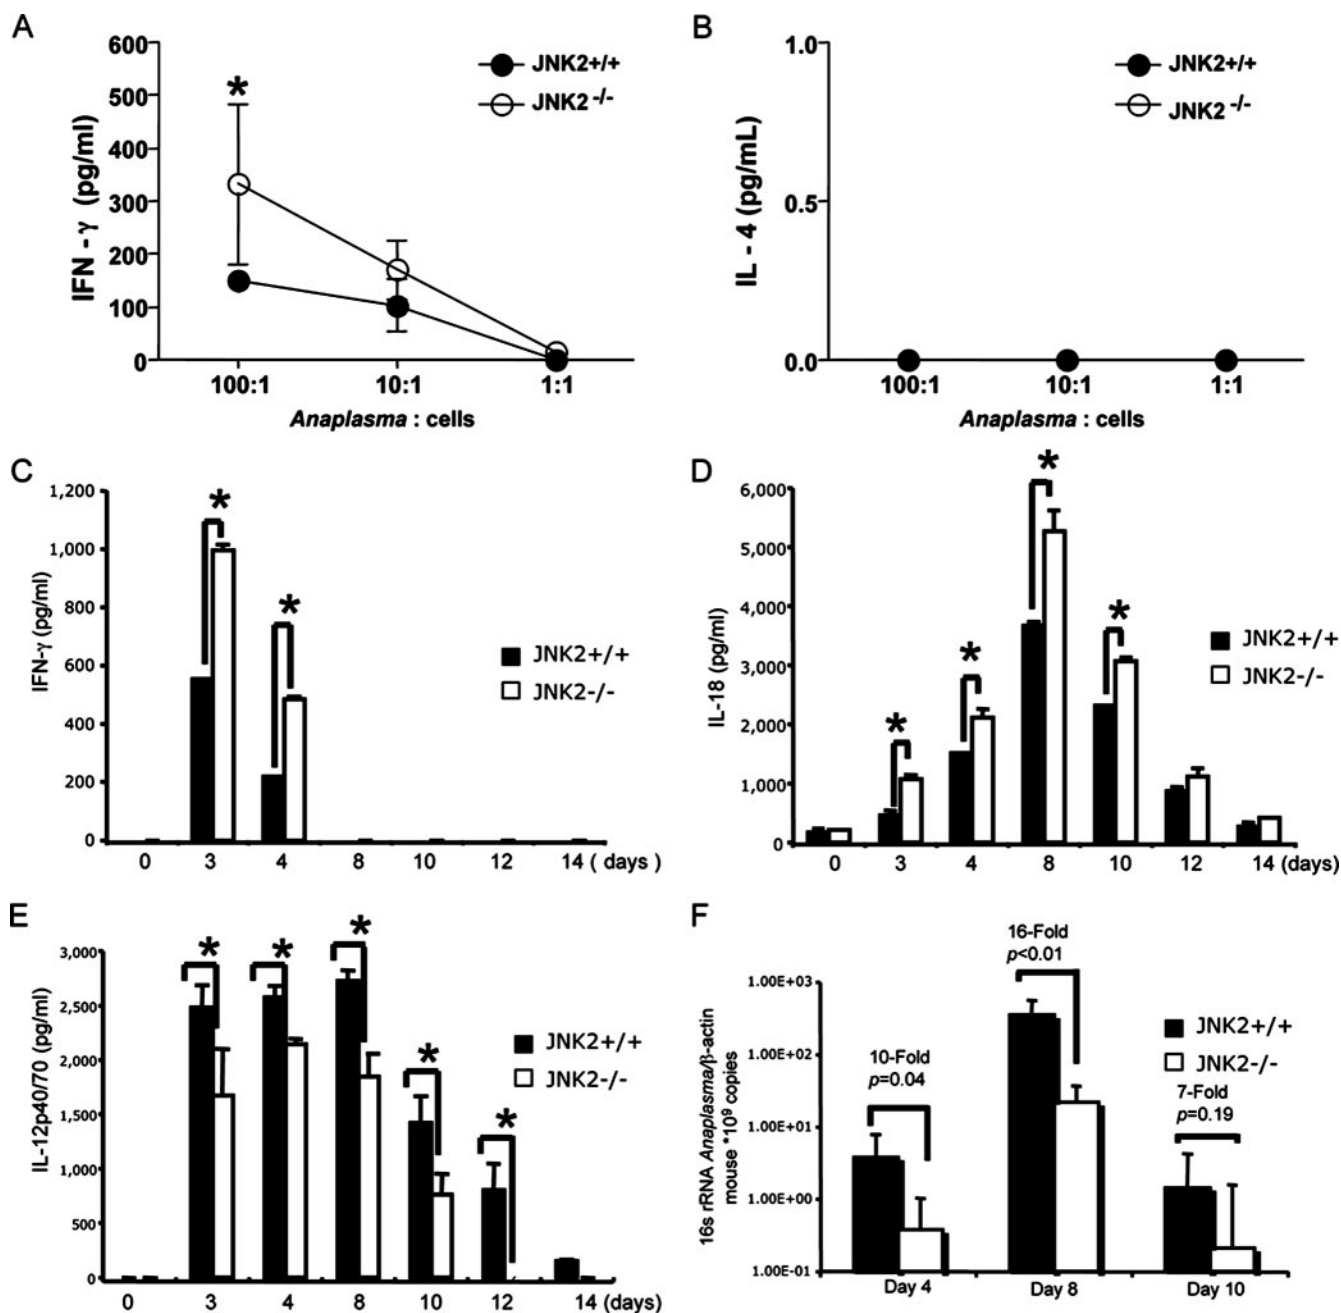 A
IFN - γ (pg/ml)
600
500
400
300
200
100
0
*
JNK2+/+
JNK2 -/-
100:1
10:1
1:1
Anaplasma : cells
B
IL - 4 (pg/mL)
1.0
0.5
0.0
JNK2+/+
JNK2 -/-
100:1
10:1
1:1
Anaplasma : cells
C
IFN-γ (pg/ml)
1,200
1,000
800
600
400
200
0
*
*
JNK2+/+
JNK2-/-
0 3 4 8 10 12 14 ( days )
D
IL-18 (pg/ml)
6,000
5,000
4,000
3,000
2,000
1,000
0
*
*
*
*
JNK2+/+
JNK2-/-
0 3 4 8 10 12 14 (days)
E
IL-12p40/70 (pg/ml)
3,000
2,500
2,000
1,500
1,000
500
0
*
*
*
*
*
JNK2+/+
JNK2-/-
0 3 4 8 10 12 14 (days)
F
16s rRNA Anaplasma/β-actin
mouse *10⁹ copies
1.00E+03
1.00E+02
1.00E+01
1.00E+00
1.00E-01
10-Fold
p=0.04
16-Fold
p<0.01
7-Fold
p=0.19
JNK2+/+
JNK2-/-
Day 4
Day 8
Day 10